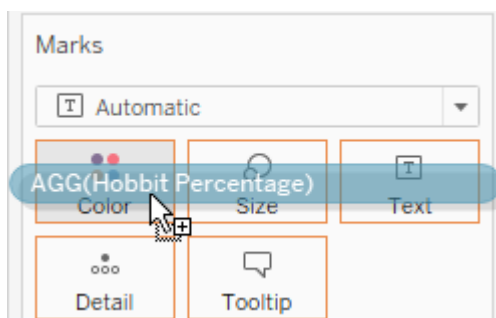 Marks
T Automatic
AGG(Hobbit Percentage)
Color Size T Text
Detail Tooltip